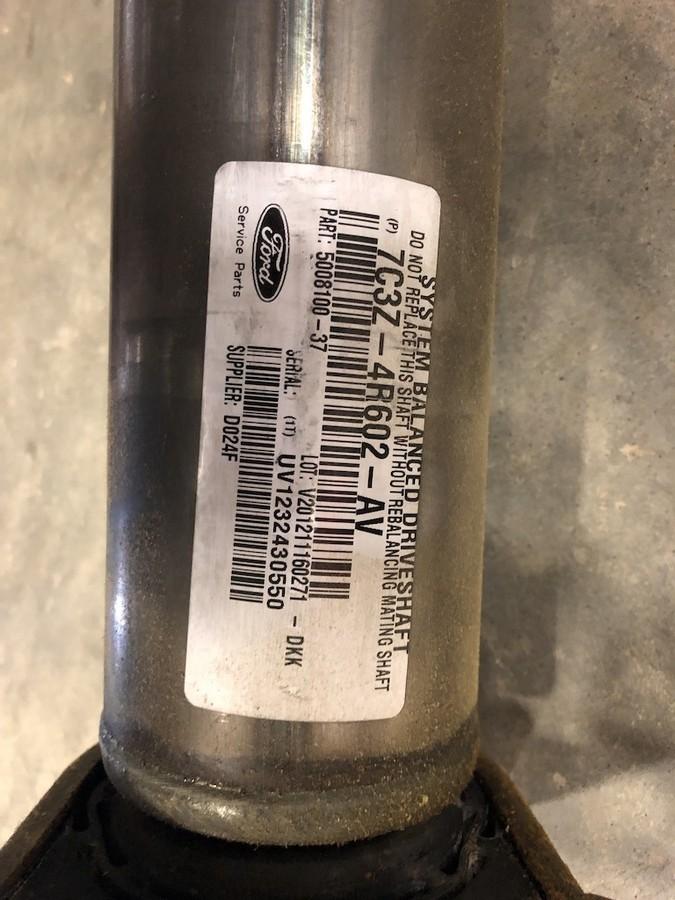 SYSTEM BALANCED DRIVESHAFT
DO NOT REPLACE THIS SHAFT WITHOUT REBALANCING MATING SHAFT
(P) 7C3Z-4R602-AV
PART: 5008100-37
LOT: V201211160271 - DKK
SERIAL: (1T) UV1232430550
SUPPLIER: D024F
Ford
Service Parts